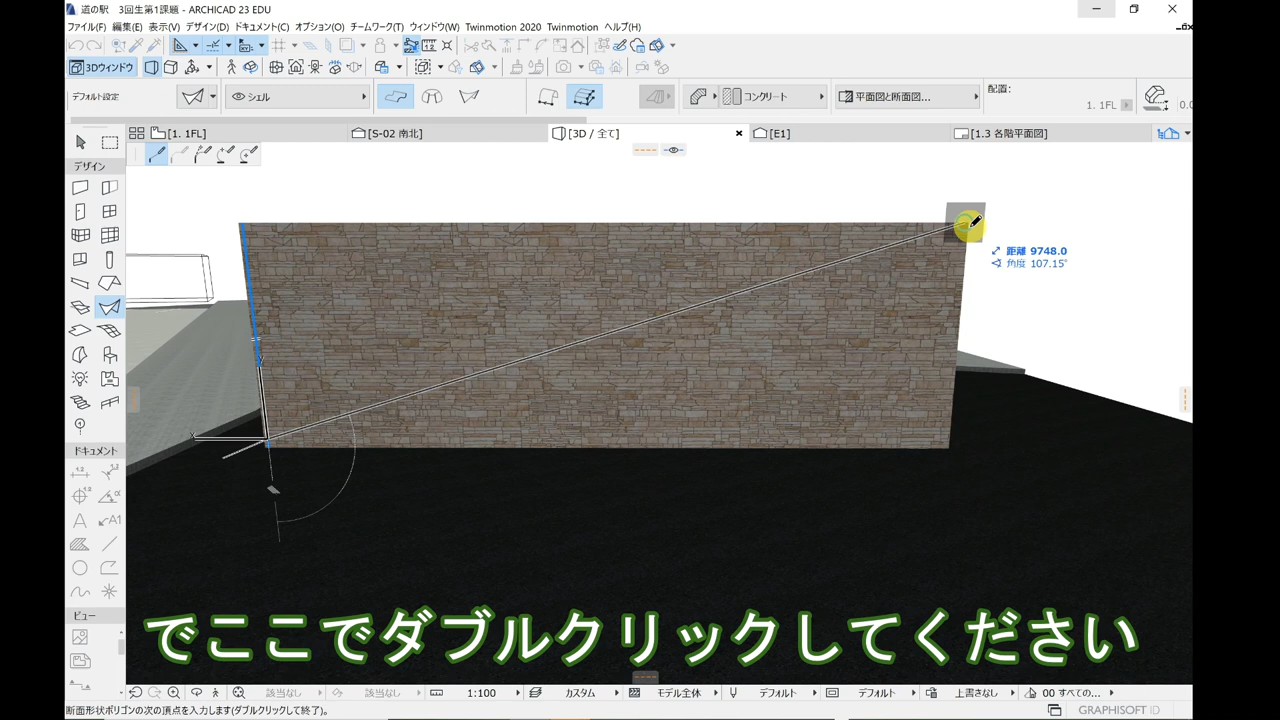 道の駅 3回生第1課題 - ARCHICAD 23 EDU
ファイル(F) 編集(E) 表示(V) デザイン(D) ドキュメント(C) オプション(O) チームワーク(T) ウィンドウ(W) Twinmotion 2020 Twinmotion ヘルプ(H)
3Dウィンドウ
デフォルト設定 シェル コンクリート 平面図と断面図... 配置:
1. 1FL
[1. 1FL] [S-02 南北] [3D / 全て] [E1] [1.3 各階平面図]
デザイン
距離 9748.0
角度 107.15°
ドキュメント
ビュー
でここでダブルクリックしてください
該当なし 該当なし 1:100 カスタム モデル全体 デフォルト デフォルト 上書きなし 00 すべての...
断面形状ポリゴンの次の頂点を入力します(ダブルクリックして終了)。
GRAPHISOFT ID